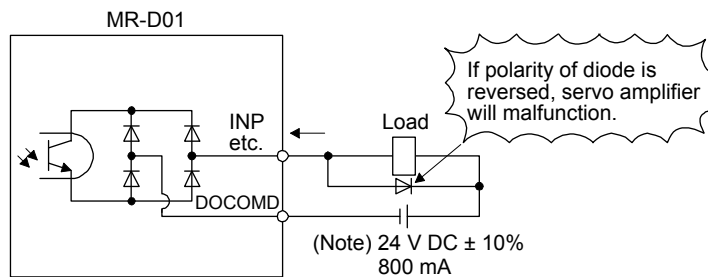 MR-D01
If polarity of diode is
reversed, servo amplifier
will malfunction.
INP
etc.
Load
DOCOMD
(Note) 24 V DC ± 10%
800 mA